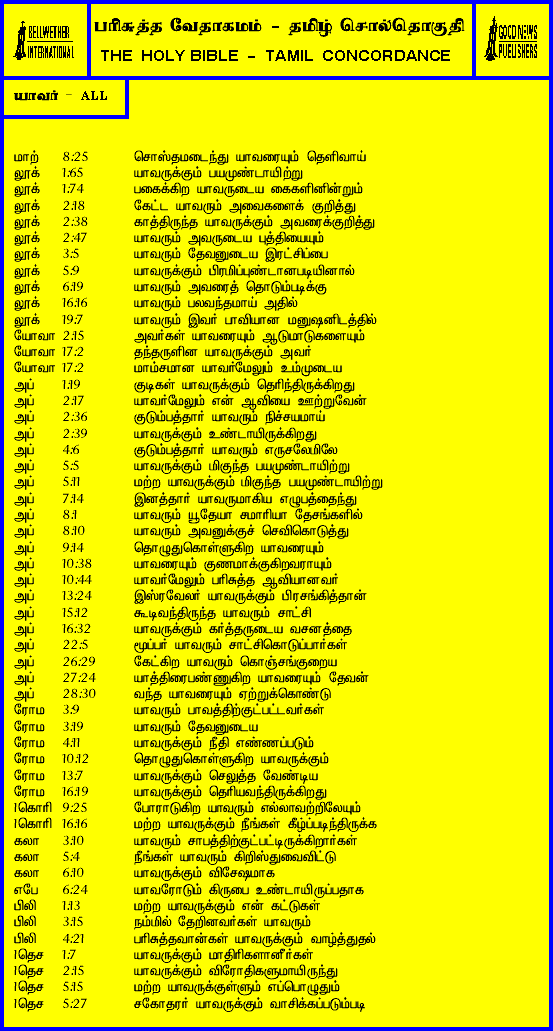 BELLWETHER
INTERNATIONAL
பரிசுத்த வேதாகமம் - தமிழ் சொல்தொகுதி
THE HOLY BIBLE - TAMIL CONCORDANCE
GOOD NEWS
PUBLISHERS
யாவர் - ALL
மாற் 8:25 சொஸ்தமடைந்து யாவரையும் தெளிவாய்
லூக் 1:65 யாவருக்கும் பயமுண்டாயிற்று
லூக் 1:74 பகைக்கிற யாவருடைய கைகளினின்றும்
லூக் 2:18 கேட்ட யாவரும் அவைகளைக் குறித்து
லூக் 2:38 காத்திருந்த யாவருக்கும் அவரைக்குறித்து
லூக் 2:47 யாவரும் அவருடைய புத்தியையும்
லூக் 3:5 யாவரும் தேவனுடைய இரட்சிப்பை
லூக் 5:9 யாவருக்கும் பிரமிப்புண்டானபடியினால்
லூக் 6:19 யாவரும் அவரைத் தொடும்படிக்கு
லூக் 16:16 யாவரும் பலவந்தமாய் அதில்
லூக் 19:7 யாவரும் இவர் பாவியான மனுஷனிடத்தில்
யோவா 2:15 அவர்கள் யாவரையும் ஆடுமாடுகளையும்
யோவா 17:2 தந்தருளின யாவருக்கும் அவர்
யோவா 17:2 மாம்சமான யாவர்மேலும் உம்முடைய
அப் 1:19 குடிகள் யாவருக்கும் தெரிந்திருக்கிறது
அப் 2:17 யாவர்மேலும் என் ஆவியை ஊற்றுவேன்
அப் 2:36 குடும்பத்தார் யாவரும் நிச்சயமாய்
அப் 2:39 யாவருக்கும் உண்டாயிருக்கிறது
அப் 4:6 குடும்பத்தார் யாவரும் எருசலேமிலே
அப் 5:5 யாவருக்கும் மிகுந்த பயமுண்டாயிற்று
அப் 5:11 மற்ற யாவருக்கும் மிகுந்த பயமுண்டாயிற்று
அப் 7:14 இனத்தார் யாவருமாகிய எழுபத்தைந்து
அப் 8:1 யாவரும் யூதேயா சமாரியா தேசங்களில்
அப் 8:10 யாவரும் அவனுக்குச் செவிகொடுத்து
அப் 9:14 தொழுதுகொள்ளுகிற யாவரையும்
அப் 10:38 யாவரையும் குணமாக்குகிறவராயும்
அப் 10:44 யாவர்மேலும் பரிசுத்த ஆவியானவர்
அப் 13:24 இஸ்ரவேலர் யாவருக்கும் பிரசங்கித்தான்
அப் 15:12 கூடிவந்திருந்த யாவரும் சாட்சி
அப் 16:32 யாவருக்கும் கர்த்தருடைய வசனத்தை
அப் 22:5 மூப்பர் யாவரும் சாட்சிகொடுப்பார்கள்
அப் 26:29 கேட்கிற யாவரும் கொஞ்சங்குறைய
அப் 27:24 யாத்திரைபண்ணுகிற யாவரையும் தேவன்
அப் 28:30 வந்த யாவரையும் ஏற்றுக்கொண்டு
ரோம 3:9 யாவரும் பாவத்திற்குட்பட்டவர்கள்
ரோம 3:19 யாவரும் தேவனுடைய
ரோம 4:11 யாவருக்கும் நீதி எண்ணப்படும்
ரோம 10:12 தொழுதுகொள்ளுகிற யாவருக்கும்
ரோம 13:7 யாவருக்கும் செலுத்த வேண்டிய
ரோம 16:19 யாவருக்கும் தெரியவந்திருக்கிறது
1கொரி 9:25 போராடுகிற யாவரும் எல்லாவற்றிலேயும்
1கொரி 16:16 மற்ற யாவருக்கும் நீங்கள் கீழ்ப்படிந்திருக்க
கலா 3:10 யாவரும் சாபத்திற்குட்பட்டிருக்கிறார்கள்
கலா 5:4 நீங்கள் யாவரும் கிறிஸ்துவைவிட்டு
கலா 6:10 யாவருக்கும் விசேஷமாக
எபே 6:24 யாவரோடும் கிருபை உண்டாயிருப்பதாக
பிலி 1:13 மற்ற யாவருக்கும் என் கட்டுகள்
பிலி 3:15 நம்மில் தேறினவர்கள் யாவரும்
பிலி 4:21 பரிசுத்தவான்கள் யாவருக்கும் வாழ்த்துதல்
1தெச 1:7 யாவருக்கும் மாதிரிகளானீர்கள்
1தெச 2:15 யாவருக்கும் விரோதிகளுமாயிருந்து
1தெச 5:15 மற்ற யாவருக்குள்ளும் எப்பொழுதும்
1தெச 5:27 சகோதரர் யாவருக்கும் வாசிக்கப்படும்படி